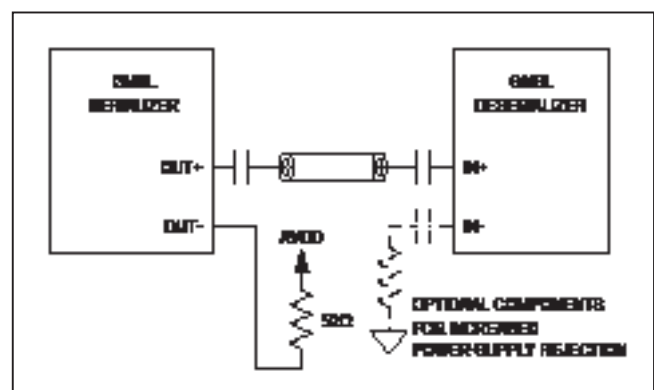 GMSL
SERIALIZER
GMSL
DESERIALIZER
OUT+
IN+
OUT-
IN-
AVDD
50Ω
OPTIONAL COMPONENTS
FOR INCREASED
POWER-SUPPLY REJECTION